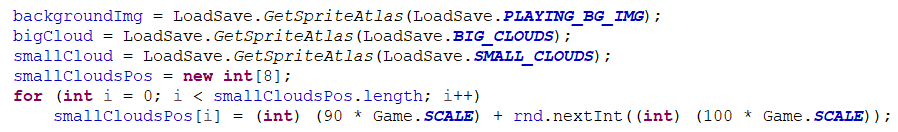 backgroundImg = LoadSave.GetSpriteAtlas(LoadSave.PLAYING_BG_IMG);
bigCloud = LoadSave.GetSpriteAtlas(LoadSave.BIG_CLOUDS);
smallCloud = LoadSave.GetSpriteAtlas(LoadSave.SMALL_CLOUDS);
smallCloudsPos = new int[8];
for (int i = 0; i < smallCloudsPos.length; i++)
    smallCloudsPos[i] = (int) (90 * Game.SCALE) + rnd.nextInt((int) (100 * Game.SCALE));